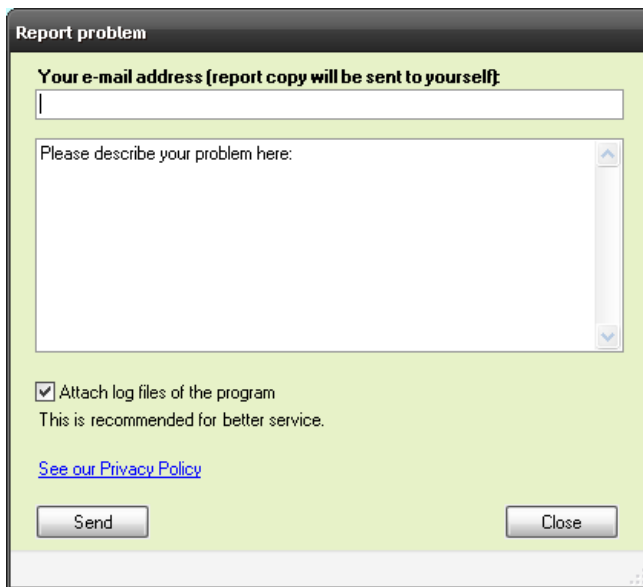 Report problem
Your e-mail address (report copy will be sent to yourself):
Please describe your problem here:
Attach log files of the program
This is recommended for better service.
See our Privacy Policy
Send
Close